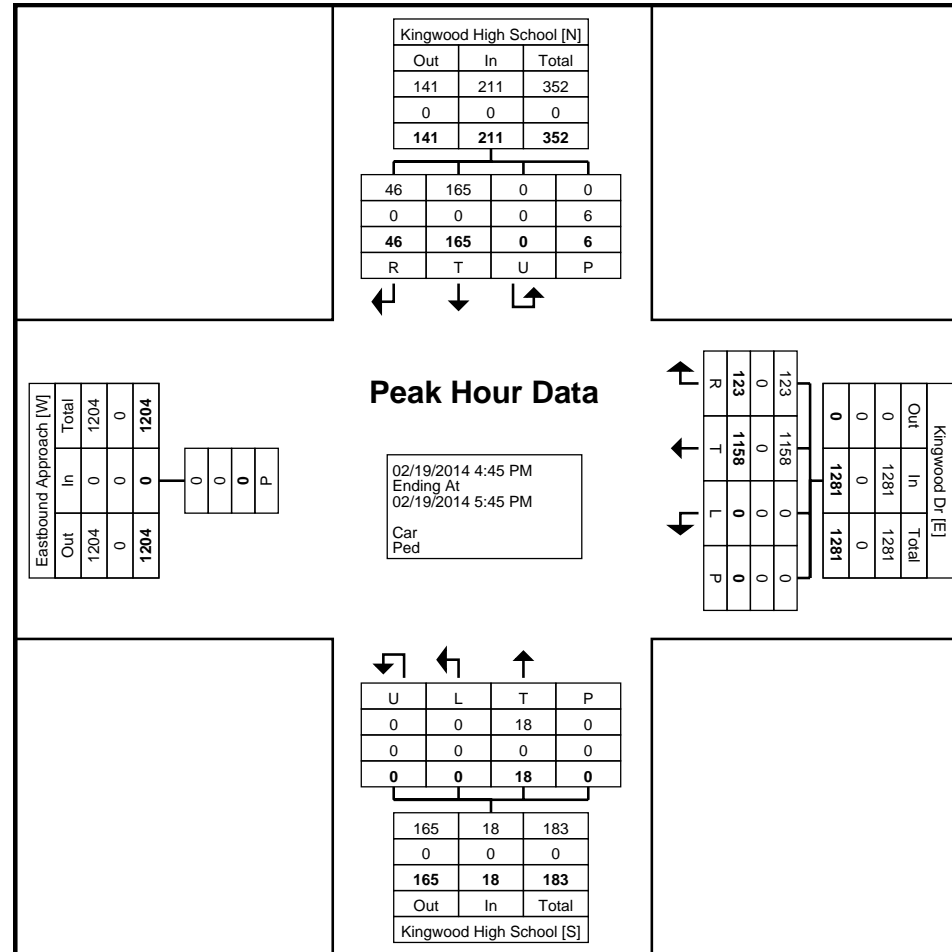 Kingwood High School [N]
Out In Total
141 211 352
0 0 0
141 211 352
46 165 0 0
0 0 0 6
46 165 0 6
R T U P
Peak Hour Data
02/19/2014 4:45 PM
Ending At
02/19/2014 5:45 PM
Car
Ped
Eastbound Approach [W]
Out In Total
1204 0 1204
0 0 0
1204 0 1204
0
0
0
P
Kingwood Dr [E]
Out In Total
0 1281 1281
0 0 0
0 1281 1281
123 1158 0 0
0 0 0 0
123 1158 0 0
R T L P
U L T P
0 0 18 0
0 0 0 0
0 0 18 0
165 18 183
0 0 0
165 18 183
Out In Total
Kingwood High School [S]